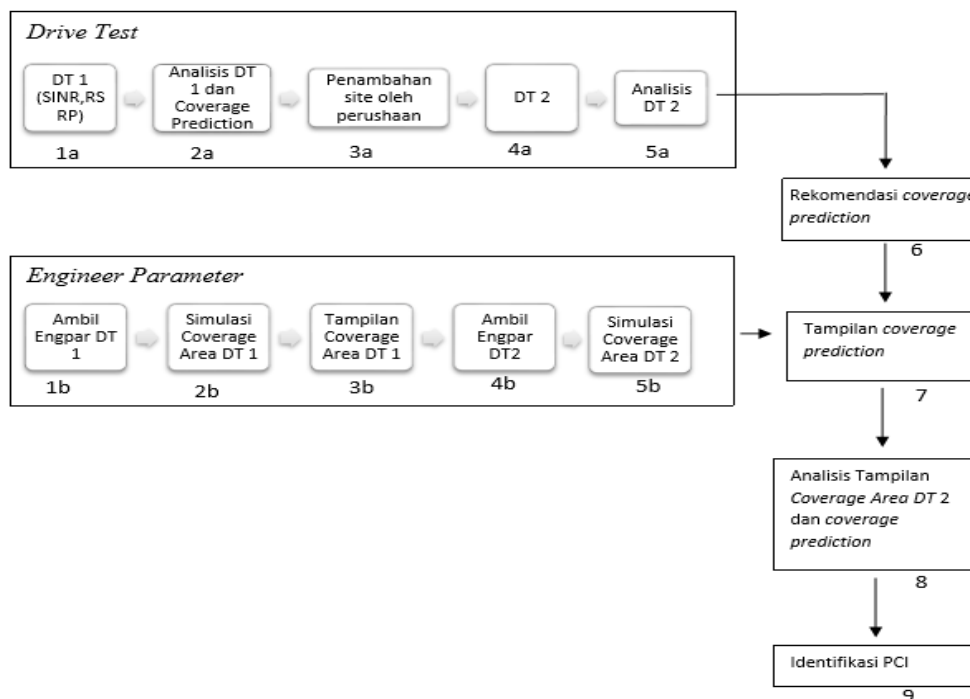 Drive Test
DT 1
(SINR,RS
RP)
Analisis DT
1 dan
Coverage
Prediction
Penambahan
site oleh
perushaan
DT 2
Analisis
DT 2
1a
2a
3a
4a
5a
Rekomendasi coverage
prediction
6
Engineer Parameter
Ambil
Engpar DT
1
Simulasi
Coverage
Area DT 1
Tampilan
Coverage
Area DT 1
Ambil
Engpar
DT2
Simulasi
Coverage
Area DT 2
1b
2b
3b
4b
5b
Tampilan coverage
prediction
7
Analisis Tampilan
Coverage Area DT 2
dan coverage
prediction
8
Identifikasi PCI
9